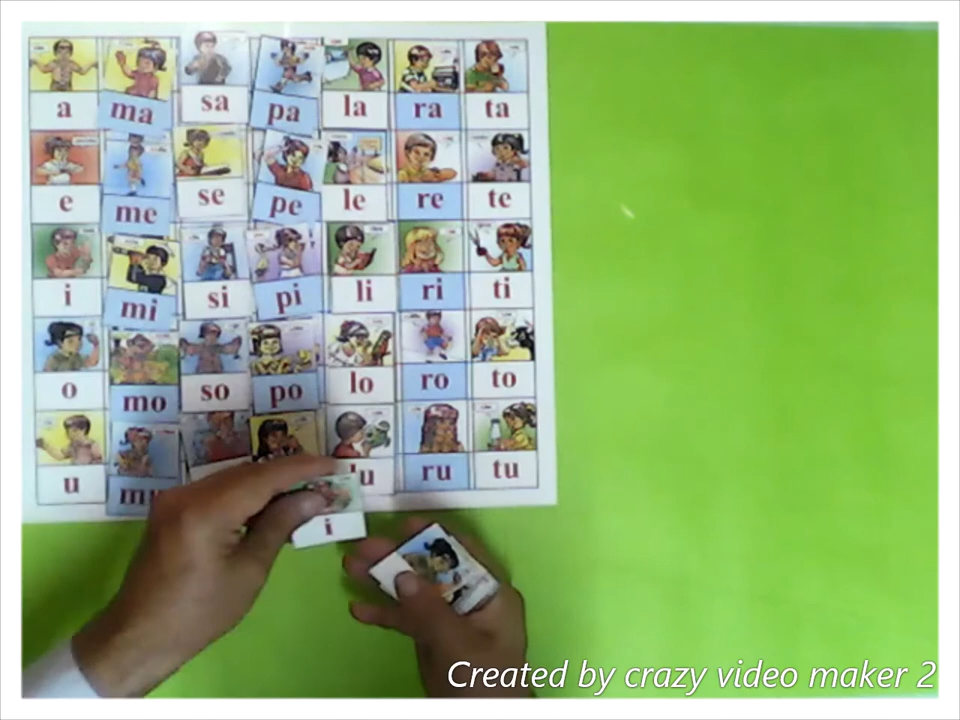 a ma sa pa la ra ta
e me se pe le re te
i mi si pi li ri ti
o mo so po lo ro to
u lu ru tu
i
Created by crazy video maker 2